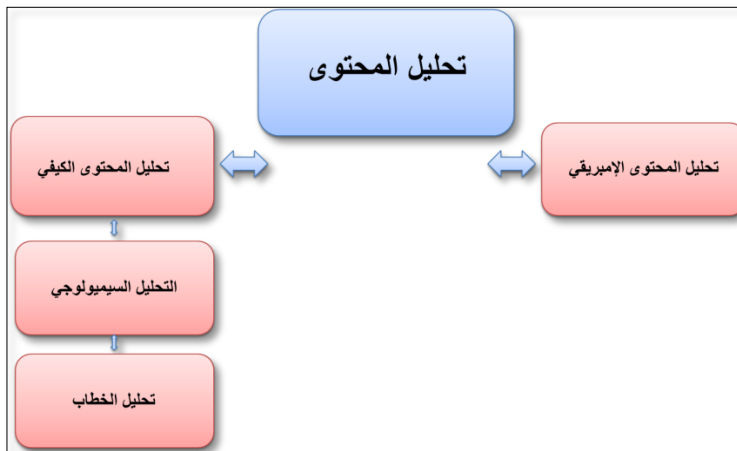 تحليل المحتوى
تحليل المحتوى الإمبريقي
تحليل المحتوى الكيفي
التحليل السيميولوجي
تحليل الخطاب